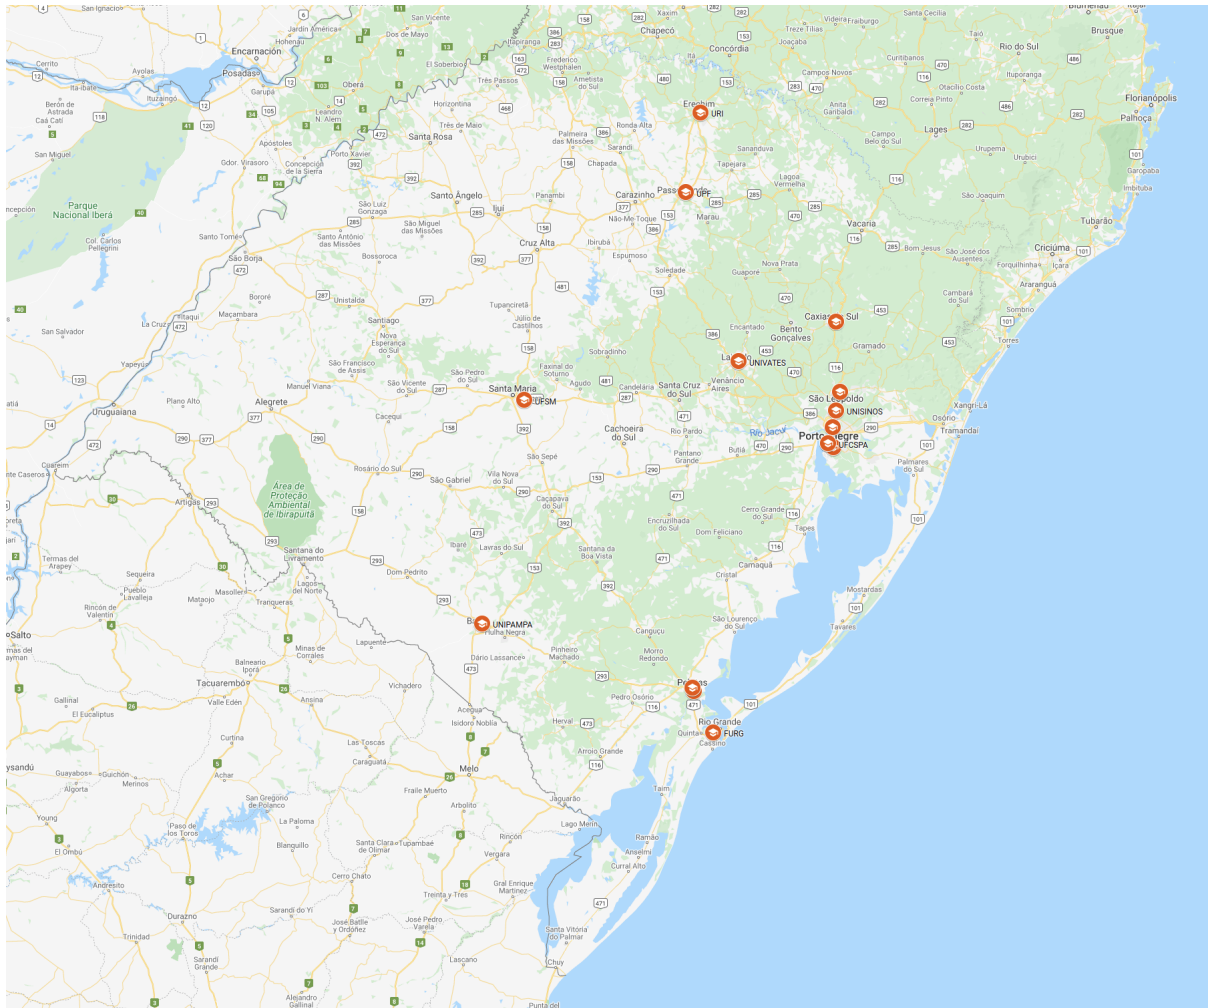 San Ignacio
Jardín América
Dos de Mayo
San Vicente
Xaxim
Chapecó
Videira
Fraiburgo
Santa Cecília
Blumenau
Itajaí
Brusque
Hohenau
Encarnación
Posadas
Cerrito
Ayolas
Ita-ibate
Ituzaingó
Garupá
Oberá
El Soberbio
Itapiranga
Frederico
Westphalen
Concórdia
Itá
Treze Tílias
Joaçaba
Campos Novos
Curitibanos
Taió
Rio do Sul
Ituporanga
Otacílio Costa
Correia Pinto
Florianópolis
Palhoça
Berón de
Astrada
Caá Catí
San Miguel
Leandro
N. Alem
Apóstoles
Três Passos
Horizontina
Três de Maio
Santa Rosa
Ametista
do Sul
Palmeira
das Missões
Ronda Alta
Sarandi
Chapada
Erechim
URI
Anita
Garibaldi
Campo
Belo do Sul
Lages
Urupema
Urubici
Garopaba
Imbituba
Gdor. Virasoro
Concepción
de la Sierra
Porto Xavier
Santo Ângelo
Ijuí
Panambi
Carazinho
UPF
Não-Me-Toque
Sananduva
Tapejara
Lagoa
Vermelha
Marau
São Joaquim
Tubarão
Parque
Nacional Iberá
Col. Carlos
Pellegrini
Santo Tomé
São Borja
São Luiz
Gonzaga
São Miguel
das Missões
Santo Antônio
das Missões
Bossoroca
Cruz Alta
Ibirubá
Espumoso
Soledade
Vacaria
Bom Jesus
São José dos
Ausentes
Criciúma
Forquilhinha
Içara
Araranguá
Guaporé
Nova Prata
Cambará
do Sul
Sombrio
Torres
San Salvador
La Cruz
Itaqui
Bororé
Maçambara
Unistalda
Santiago
Tupanciretã
Júlio de
Castilhos
Encantado
Bento
Gonçalves
Gramado
Yapeyú
Nova
Esperança
do Sul
São Francisco
de Assis
São Pedro
do Sul
São Vicente
do Sul
Faxinal do
Soturno
Agudo
Sobradinho
Candelária
Santa Cruz
do Sul
Venâncio
Aires
UNIVATES
São Leopoldo
UNISINOS
Uruguaiana
Plano Alto
Alegrete
Manuel Viana
Cacequi
Santa Maria
UFSM
Cachoeira
do Sul
Rio Pardo
Rio Jacuí
Pantano
Grande
Butiá
UFCSPA
Osório
Xangri-Lá
Tramandaí
Palmares
do Sul
Cuareim
Artigas
Área de
Proteção
Ambiental
de Ibirapuitã
Rosário do Sul
São Gabriel
São Sepé
Vila Nova
do Sul
Caçapava
do Sul
Encruzilhada
do Sul
Cerro Grande
do Sul
Tapes
Dom Feliciano
Ibaré
Lavras do Sul
Santana da
Boa Vista
Camaquã
Cristal
Termas del
Arapey
Sequeira
Pueblo
Lavalleja
Mataojo
Masoller
Tranqueras
Santana do
Livramento
Lagos
del Norte
Dom Pedrito
Mostardas
Tavares
Salto
Rincón de
Valentín
Lapuente
Minas de
Corrales
UNIPAMPA
Hulha Negra
Dário Lassance
Pinheiro
Machado
Canguçu
Morro
Redondo
São Lourenço
do Sul
Balneario
Iporá
Tacuarembó
Valle Edén
Vichadero
Ansina
Gallinal
El Eucaliptus
Curtina
Achar
Las Toscas
Caraguatá
Aceguá
Isidoro Noblía
Herval
Pedro Osório
Arroio Grande
Rio Grande
Quinta
FURG
Cassino
Melo
Guayabos
Guichón
Merinos
Algorta
San Gregorio
de Polanco
Fraile Muerto
Arbolito
Jaguarão
Lago Merín
Taim
Young
Paso de
los Toros
La Paloma
Blanquillo
Santa Clara
de Olimar
Tupambaé
Rincón
Vergara
Ramão
Anselmi
Curral Alto
El Ombú
Andresito
Cerro Chato
Treinta y Tres
Gral Enrique
Martínez
Durazno
Sarandí del Yí
José Batlle
y Ordóñez
José Pedro
Varela
Santa Vitória
do Palmar
Trinidad
Sarandí
Grande
Lascano
Chuy
Alejandro
Gallinal
Punta del